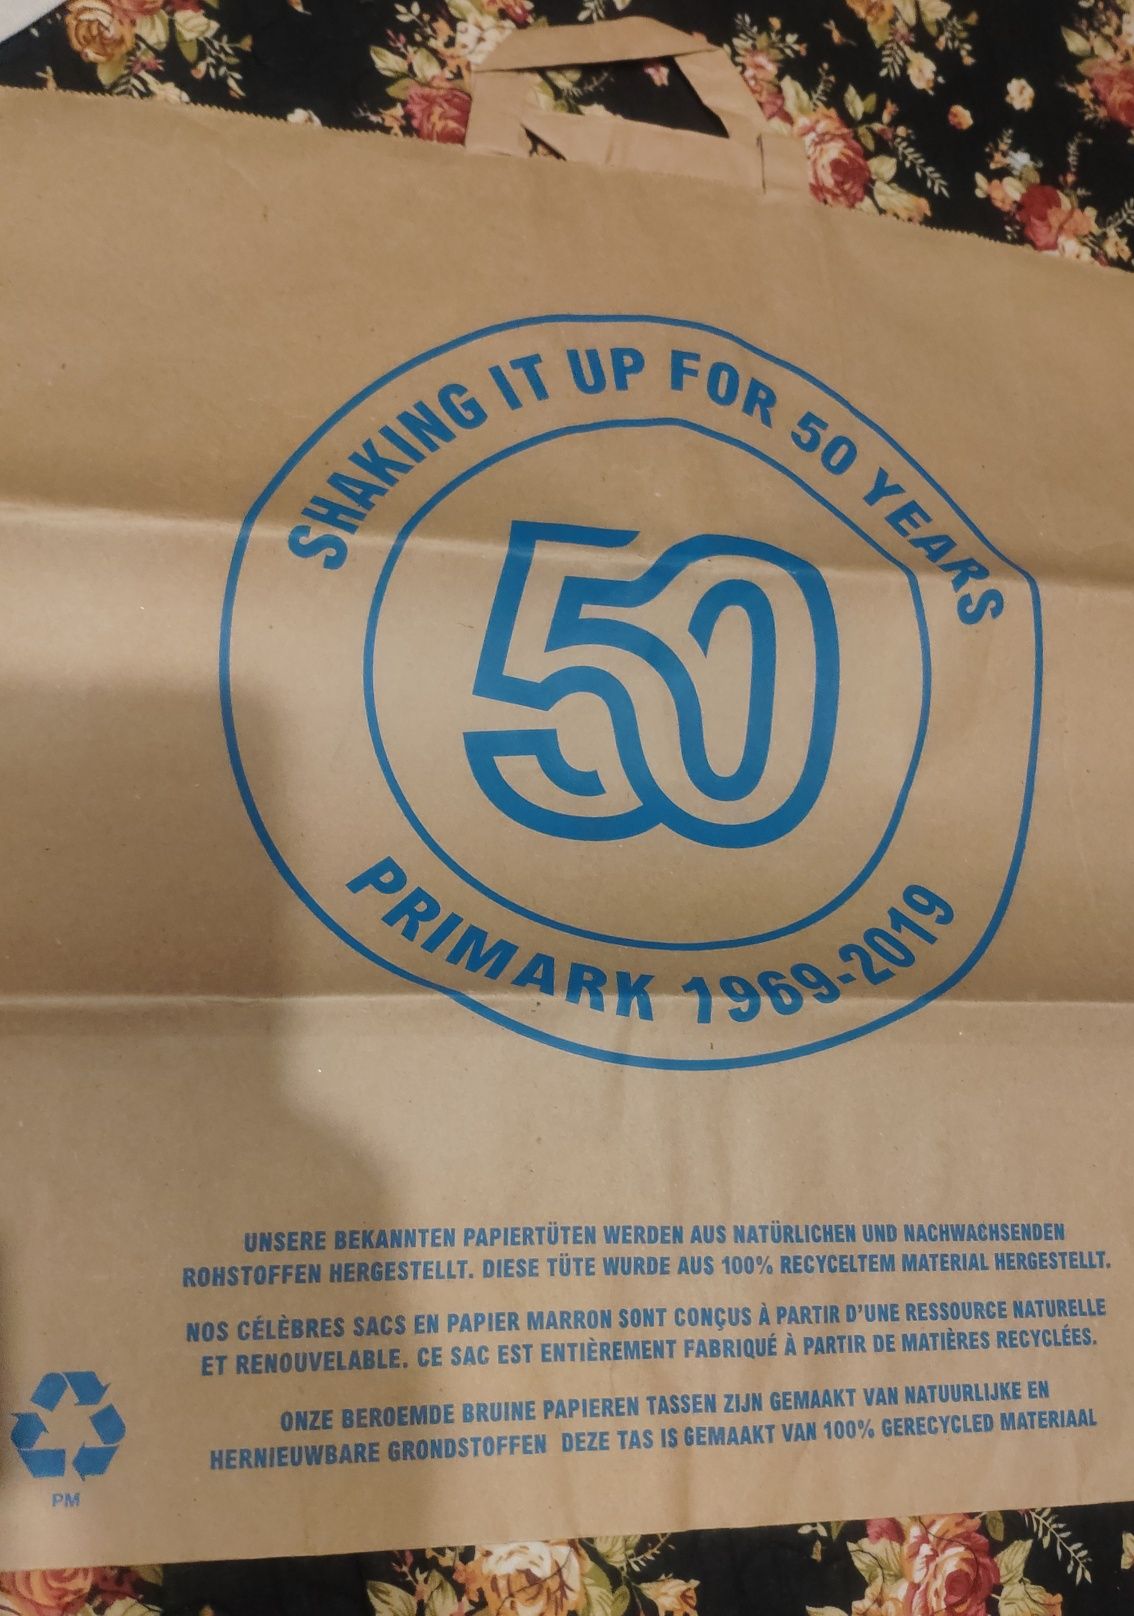 SHAKING IT UP FOR 50 YEARS
50
PRIMARK 1969-2019
UNSERE BEKANNTEN PAPIERTÜTEN WERDEN AUS NATÜRLICHEN UND NACHWACHSENDEN
ROHSTOFFEN HERGESTELLT. DIESE TÜTE WURDE AUS 100% RECYCELTEM MATERIAL HERGESTELLT.
NOS CÉLÈBRES SACS EN PAPIER MARRON SONT CONÇUS À PARTIR D'UNE RESSOURCE NATURELLE
ET RENOUVELABLE. CE SAC EST ENTIÈREMENT FABRIQUÉ À PARTIR DE MATIÈRES RECYCLÉES.
ONZE BEROEMDE BRUINE PAPIEREN TASSEN ZIJN GEMAAKT VAN NATUURLIJKE EN
HERNIEUWBARE GRONDSTOFFEN DEZE TAS IS GEMAAKT VAN 100% GERECYCLED MATERIAAL
PM